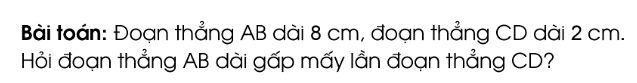 Bài toán: Đoạn thẳng AB dài 8 cm, đoạn thẳng CD dài 2 cm.
Hỏi đoạn thẳng AB dài gấp mấy lần đoạn thẳng CD?